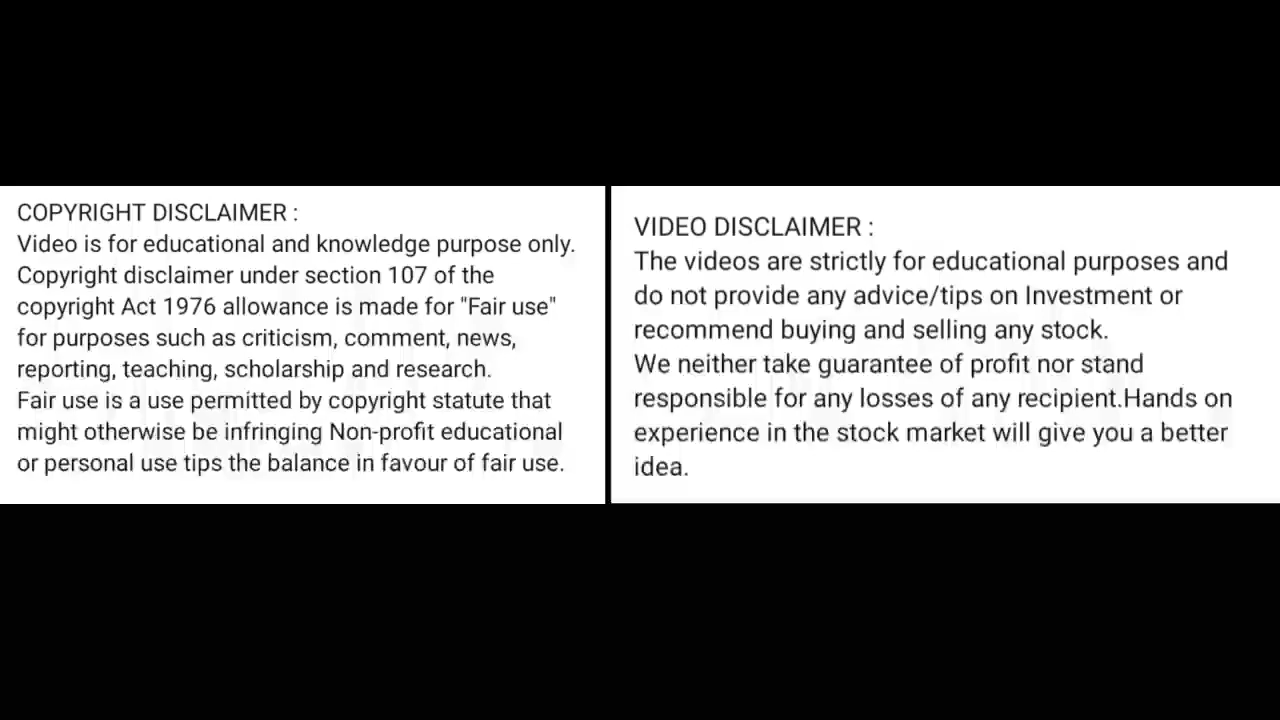 COPYRIGHT DISCLAIMER :
Video is for educational and knowledge purpose only.
Copyright disclaimer under section 107 of the
copyright Act 1976 allowance is made for "Fair use"
for purposes such as criticism, comment, news,
reporting, teaching, scholarship and research.
Fair use is a use permitted by copyright statute that
might otherwise be infringing Non-profit educational
or personal use tips the balance in favour of fair use.
VIDEO DISCLAIMER :
The videos are strictly for educational purposes and
do not provide any advice/tips on Investment or
recommend buying and selling any stock.
We neither take guarantee of profit nor stand
responsible for any losses of any recipient.Hands on
experience in the stock market will give you a better
idea.